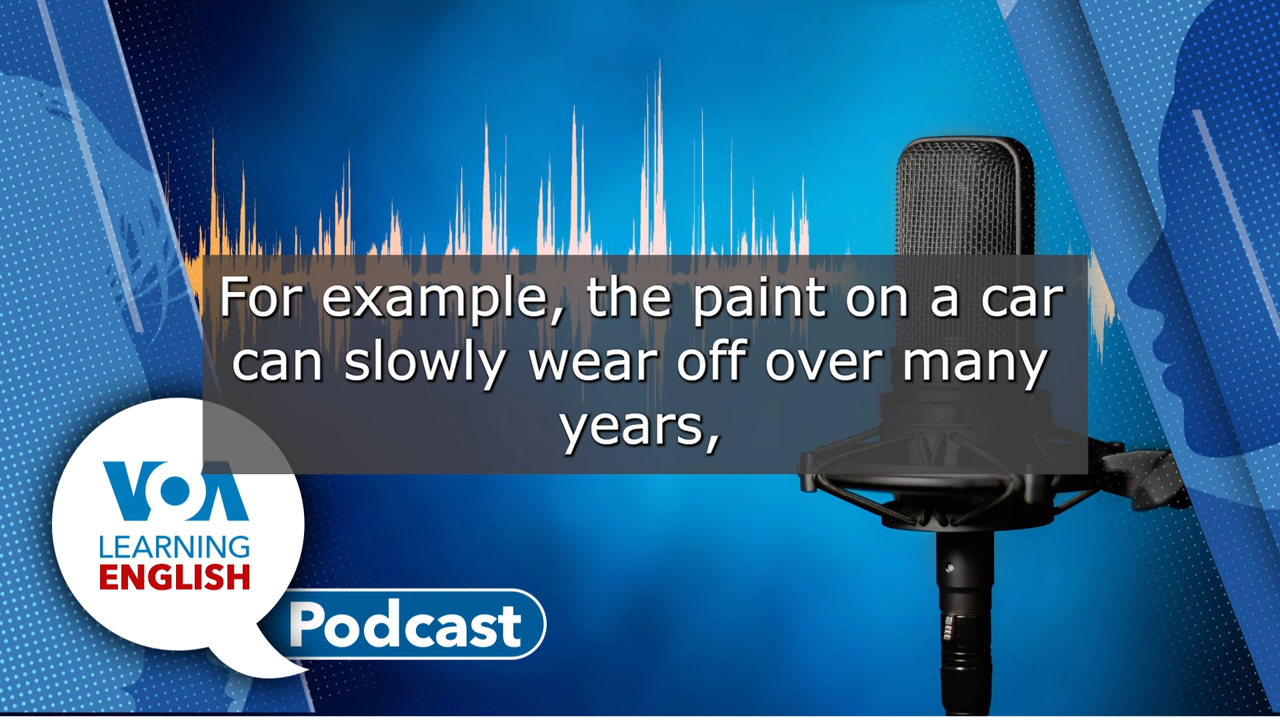 For example, the paint on a car
can slowly wear off over many
years,
VOA
LEARNING
ENGLISH
Podcast